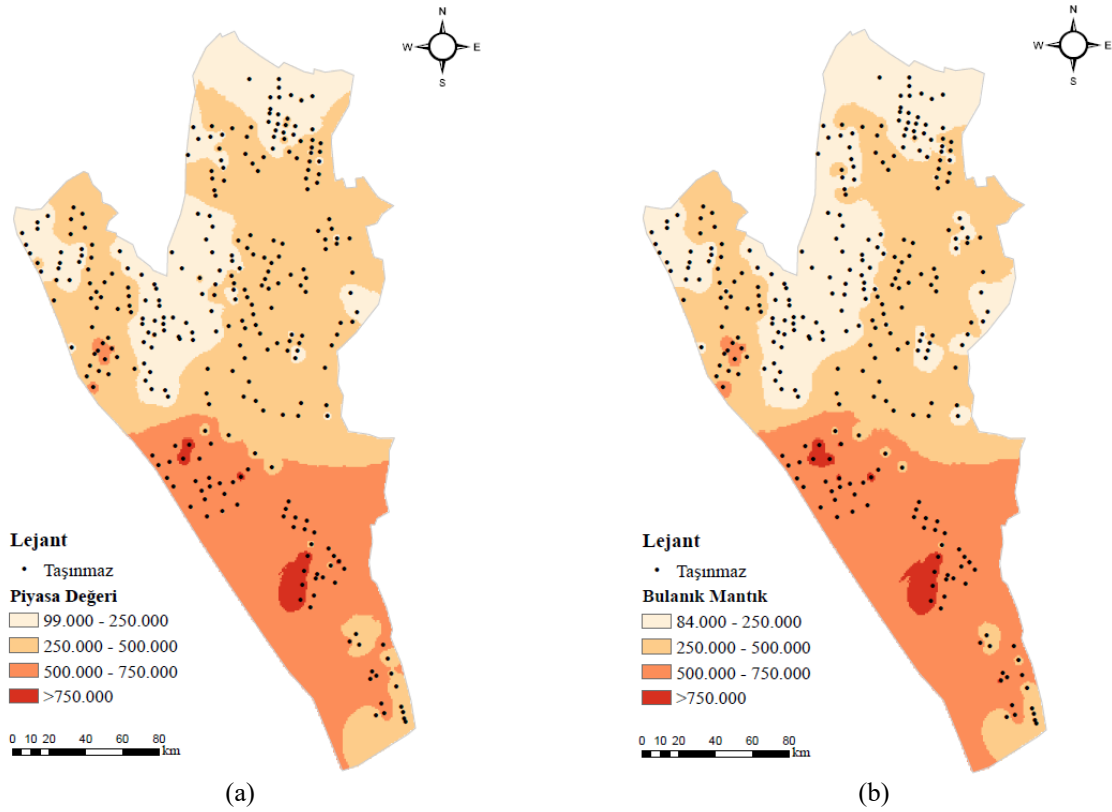 N
W E
S
Lejant
Taşınmaz
Piyasa Değeri
99.000 - 250.000
250.000 - 500.000
500.000 - 750.000
>750.000
0 10 20 40 60 80
km
(a)
N
W E
S
Lejant
Taşınmaz
Bulanık Mantık
84.000 - 250.000
250.000 - 500.000
500.000 - 750.000
>750.000
0 10 20 40 60 80
km
(b)